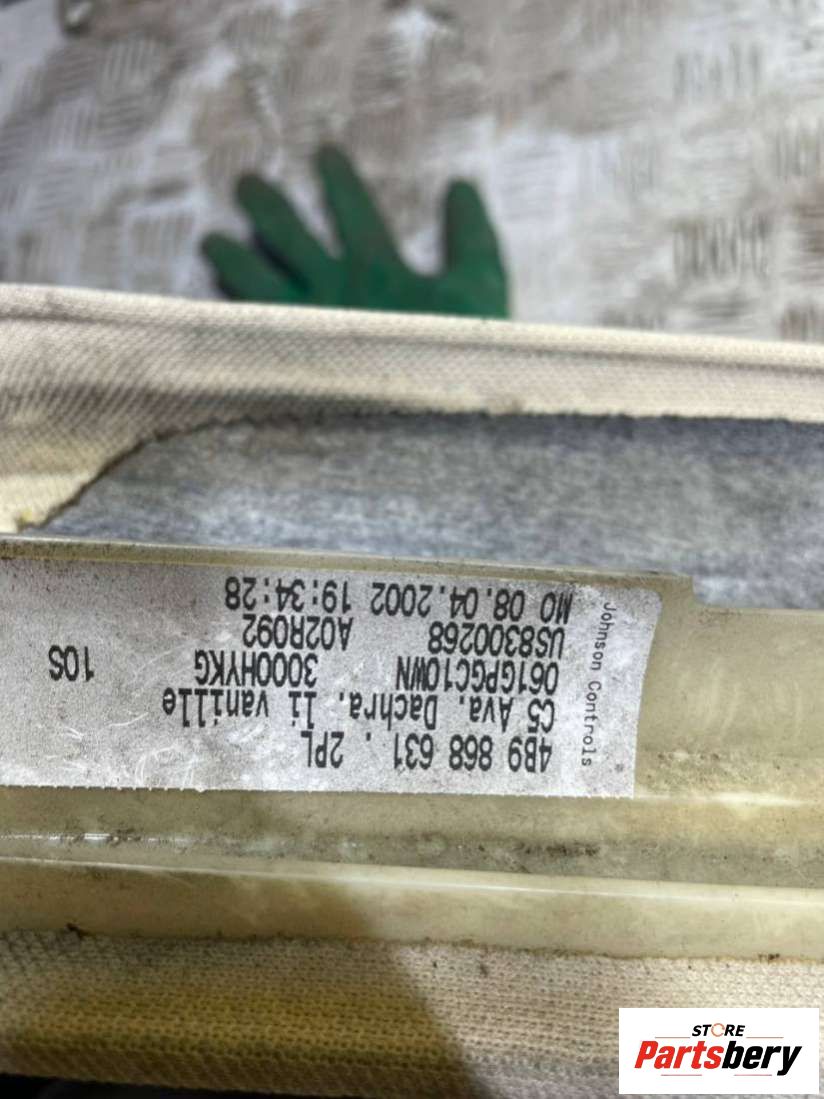 Johnson Controls
4B9 868 631 . 2PL
C5 Ava. Dachra. li vanille
061GPGC10WN 3000HYKG 10S
US8300268 A02R092
MO 08.04.2002 19:34:28
STORE
Partsbery